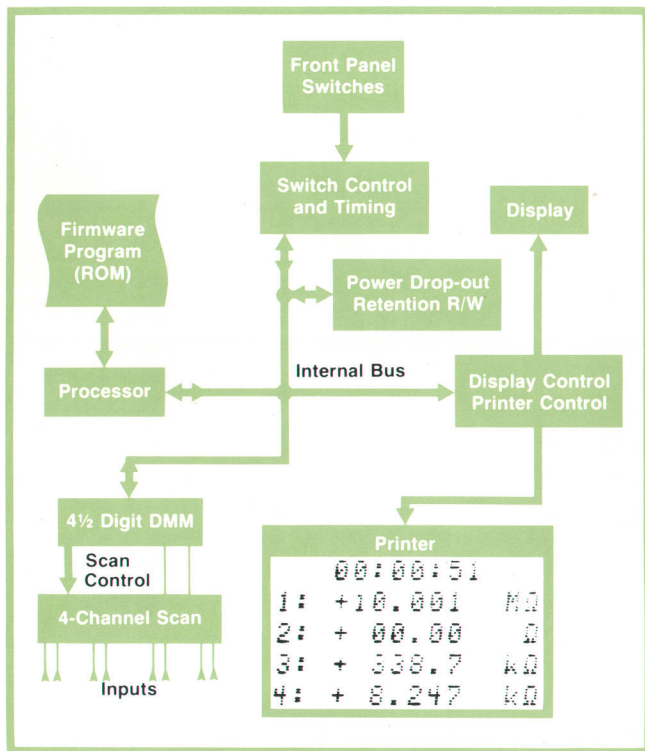 Front Panel
Switches
Switch Control
and Timing
Display
Firmware
Program
(ROM)
Power Drop-out
Retention R/W
Internal Bus
Processor
Display Control
Printer Control
4½ Digit DMM
Scan
Control
4-Channel Scan
Inputs
Printer
00:00:51
1: +10.001 MΩ
2: + 00.00 Ω
3: + 338.7 kΩ
4: + 8.247 kΩ